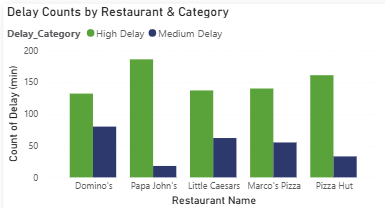 Delay Counts by Restaurant & Category
Delay_Category High Delay Medium Delay
Count of Delay (min)
200
150
100
50
0
Domino's Papa John's Little Caesars Marco's Pizza Pizza Hut
Restaurant Name